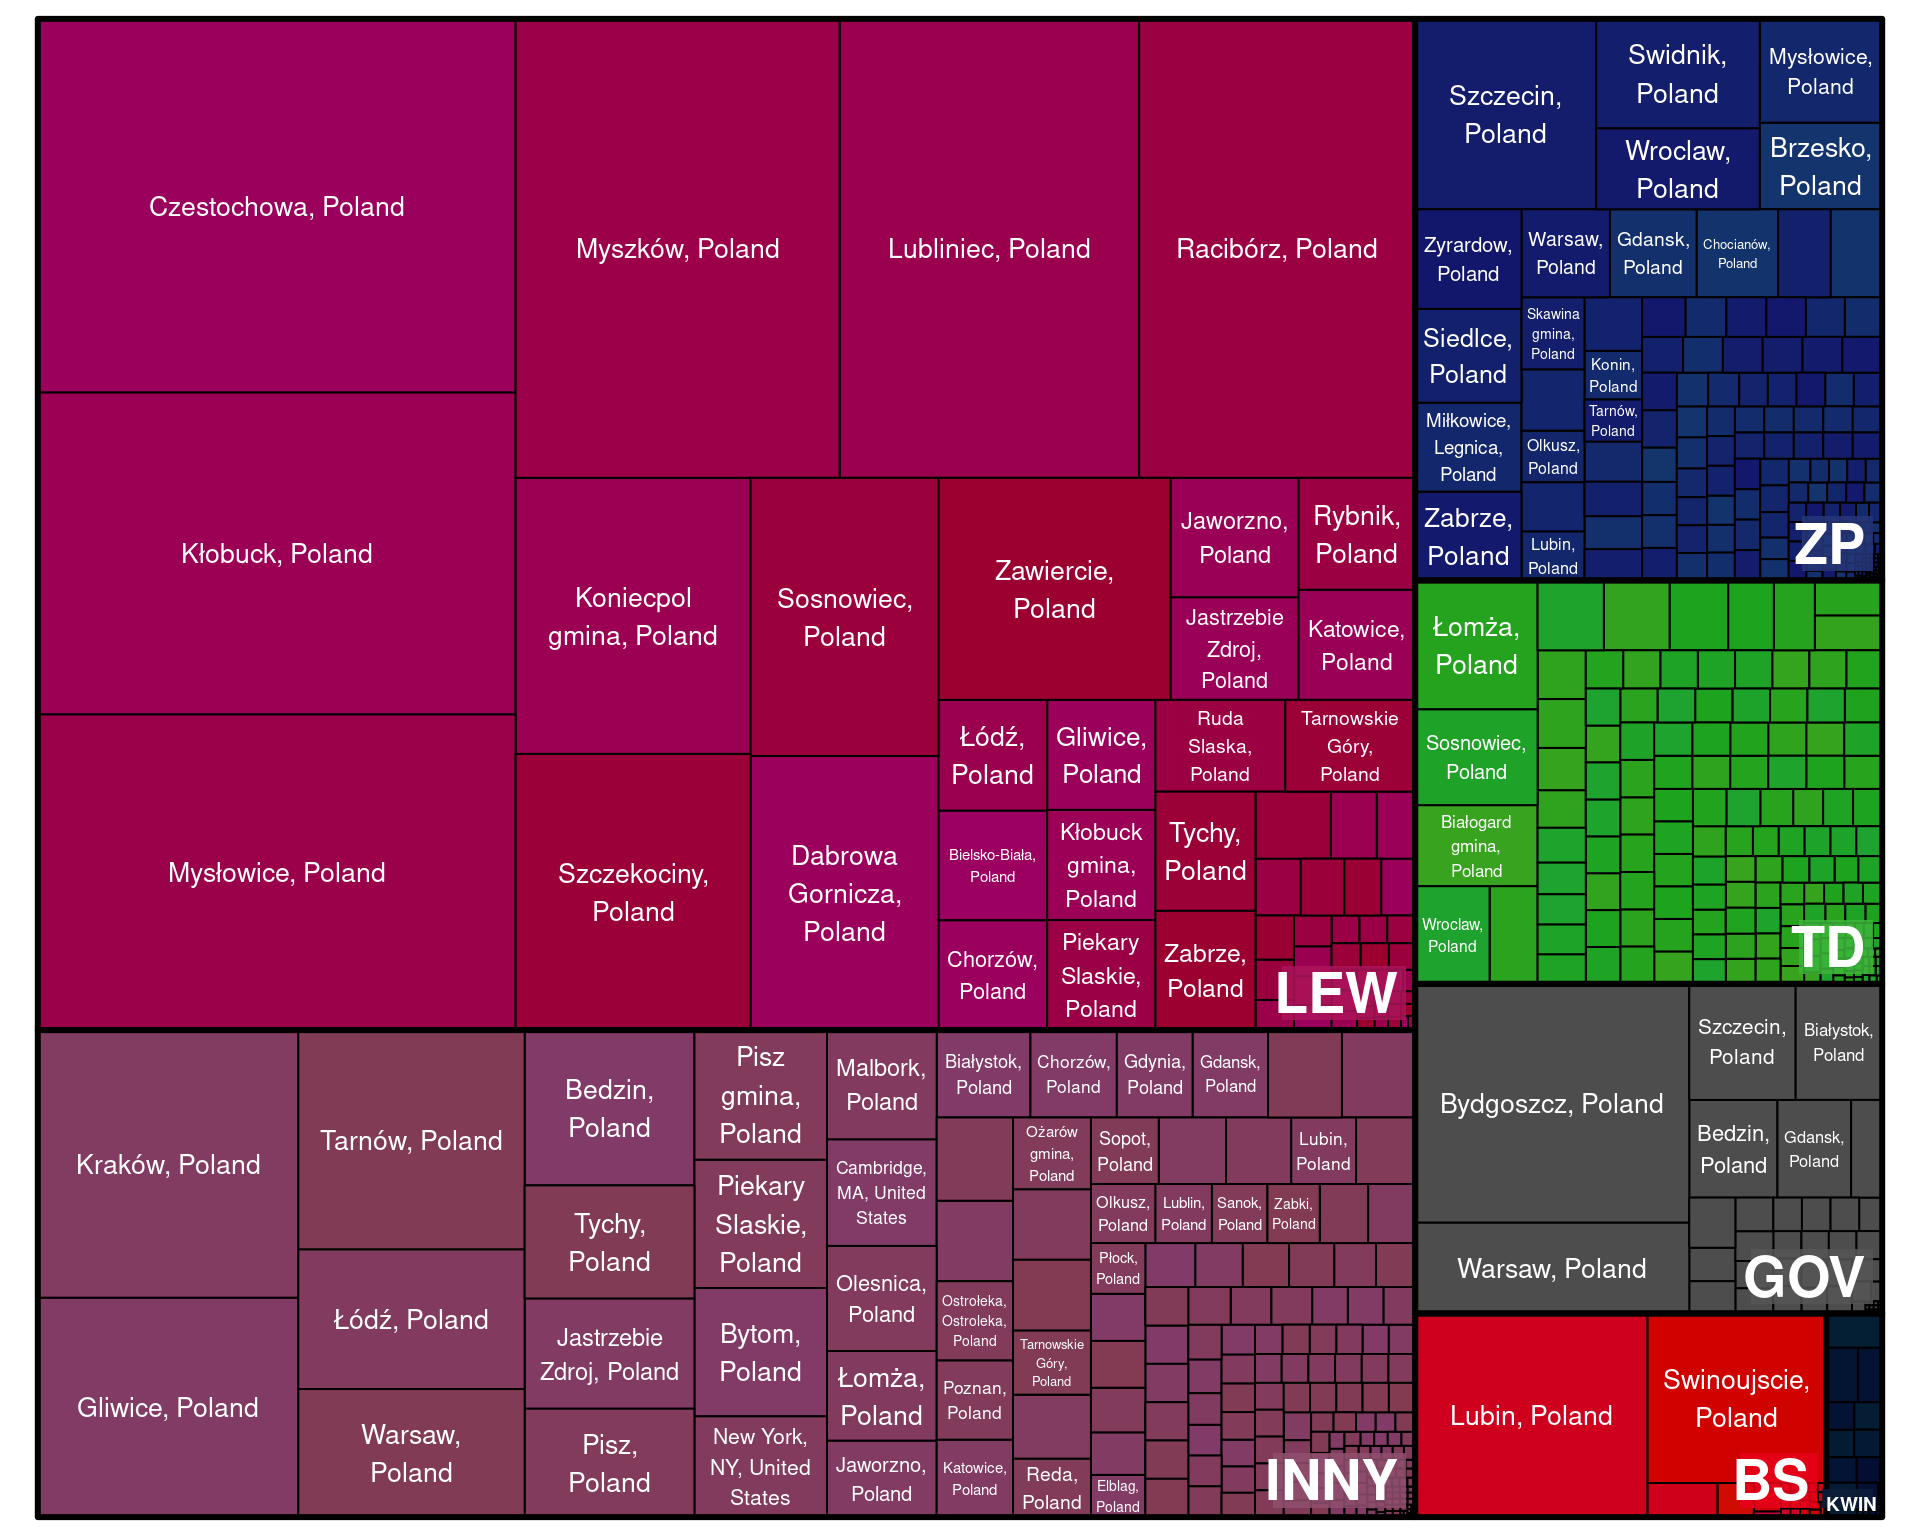 Czestochowa, Poland
Kłobuck, Poland
Mysłowice, Poland
Myszków, Poland
Lubliniec, Poland
Racibórz, Poland
Koniecpol
gmina, Poland
Szczekociny,
Poland
Sosnowiec,
Poland
Dabrowa
Gornicza,
Poland
Zawiercie,
Poland
Jaworzno,
Poland
Jastrzebie
Zdroj,
Poland
Rybnik,
Poland
Katowice,
Poland
Łódź,
Poland
Bielsko-Biała,
Poland
Chorzów,
Poland
Gliwice,
Poland
Kłobuck
gmina,
Poland
Piekary
Slaskie,
Poland
Ruda
Slaska,
Poland
Tarnowskie
Góry,
Poland
Tychy,
Poland
Zabrze,
Poland
LEW
Szczecin,
Poland
Swidnik,
Poland
Wroclaw,
Poland
Mysłowice,
Poland
Brzesko,
Poland
Zyrardow,
Poland
Siedlce,
Poland
Miłkowice,
Legnica,
Poland
Zabrze,
Poland
Warsaw,
Poland
Gdansk,
Poland
Chocianów,
Poland
Skawina
gmina,
Poland
Olkusz,
Poland
Lubin,
Poland
Konin,
Poland
Tarnów,
Poland
ZP
Łomża,
Poland
Sosnowiec,
Poland
Białogard
gmina,
Poland
Wroclaw,
Poland
TD
Kraków, Poland
Gliwice, Poland
Tarnów, Poland
Łódź, Poland
Warsaw,
Poland
Bedzin,
Poland
Tychy,
Poland
Jastrzebie
Zdroj, Poland
Pisz,
Poland
Pisz
gmina,
Poland
Piekary
Slaskie,
Poland
Bytom,
Poland
New York,
NY, United
States
Malbork,
Poland
Cambridge,
MA, United
States
Olesnica,
Poland
Łomża,
Poland
Jaworzno,
Poland
Białystok,
Poland
Chorzów,
Poland
Gdynia,
Poland
Gdansk,
Poland
Ostrołeka,
Ostroleka,
Poland
Poznan,
Poland
Katowice,
Poland
Ożarów
gmina,
Poland
Tarnowskie
Góry,
Poland
Reda,
Poland
Sopot,
Poland
Lubin,
Poland
Olkusz,
Poland
Lublin,
Poland
Sanok,
Poland
Zabki,
Poland
Płock,
Poland
Elblag,
Poland
INNY
Bydgoszcz, Poland
Warsaw, Poland
Szczecin,
Poland
Białystok,
Poland
Bedzin,
Poland
Gdansk,
Poland
GOV
Lubin, Poland
Swinoujscie,
Poland
BS
KWIN